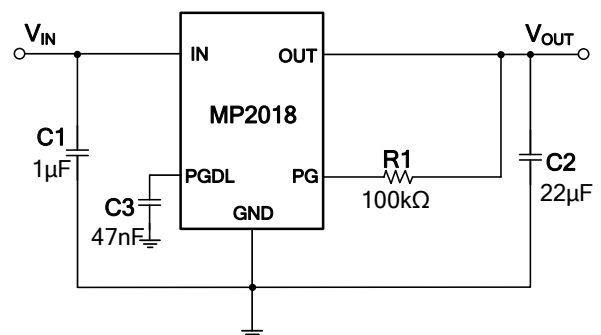 VIN
VOUT
IN
OUT
MP2018
C1
1µF
PGDL
PG
R1
100kΩ
C2
22µF
C3
47nF
GND